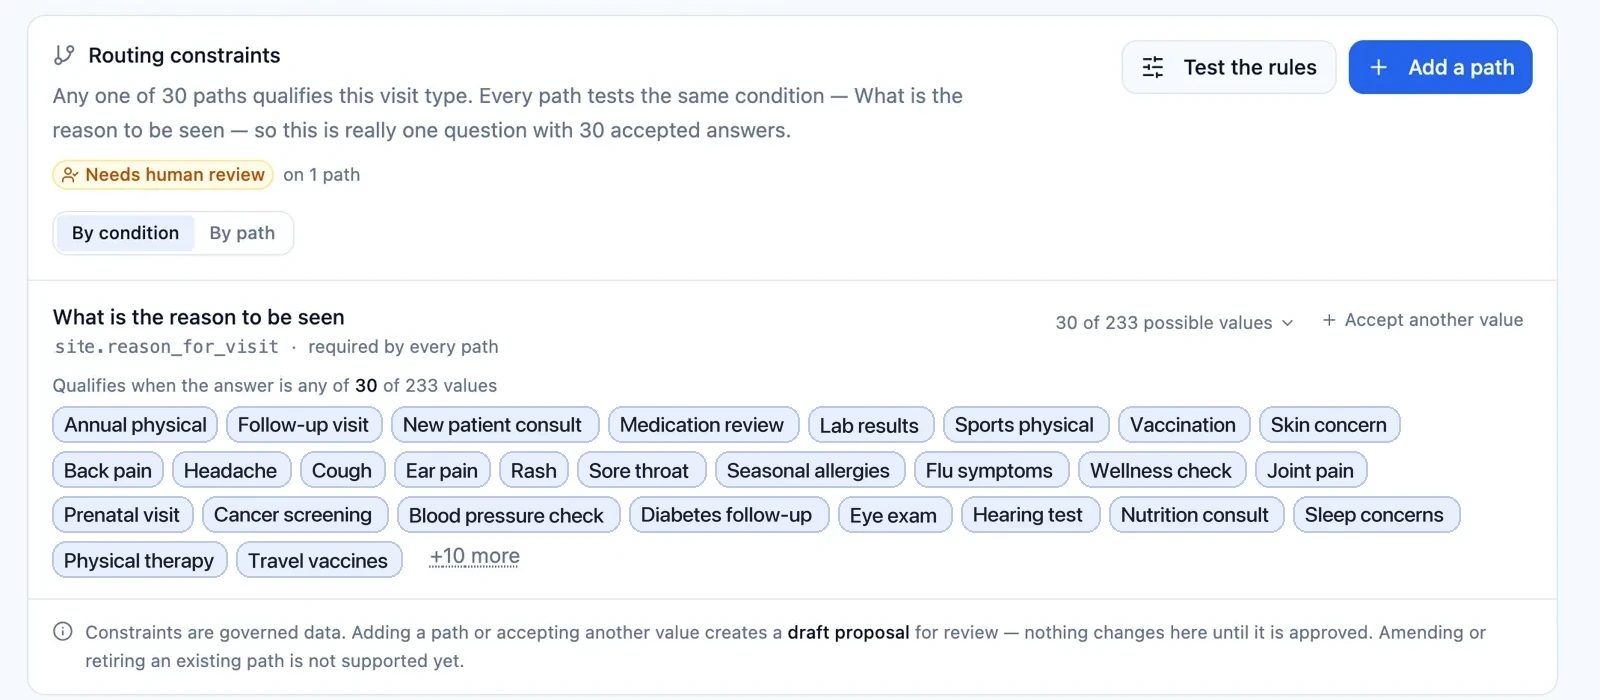 Routing constraints
Test the rules
+ Add a path
Any one of 30 paths qualifies this visit type. Every path tests the same condition — What is the
reason to be seen — so this is really one question with 30 accepted answers.
Needs human review on 1 path
By condition By path
What is the reason to be seen
30 of 233 possible values + Accept another value
site.reason_for_visit · required by every path
Qualifies when the answer is any of 30 of 233 values
Annual physical Follow-up visit New patient consult Medication review Lab results Sports physical Vaccination Skin concern
Back pain Headache Cough Ear pain Rash Sore throat Seasonal allergies Flu symptoms Wellness check Joint pain
Prenatal visit Cancer screening Blood pressure check Diabetes follow-up Eye exam Hearing test Nutrition consult Sleep concerns
Physical therapy Travel vaccines +10 more
Constraints are governed data. Adding a path or accepting another value creates a draft proposal for review — nothing changes here until it is approved. Amending or
retiring an existing path is not supported yet.